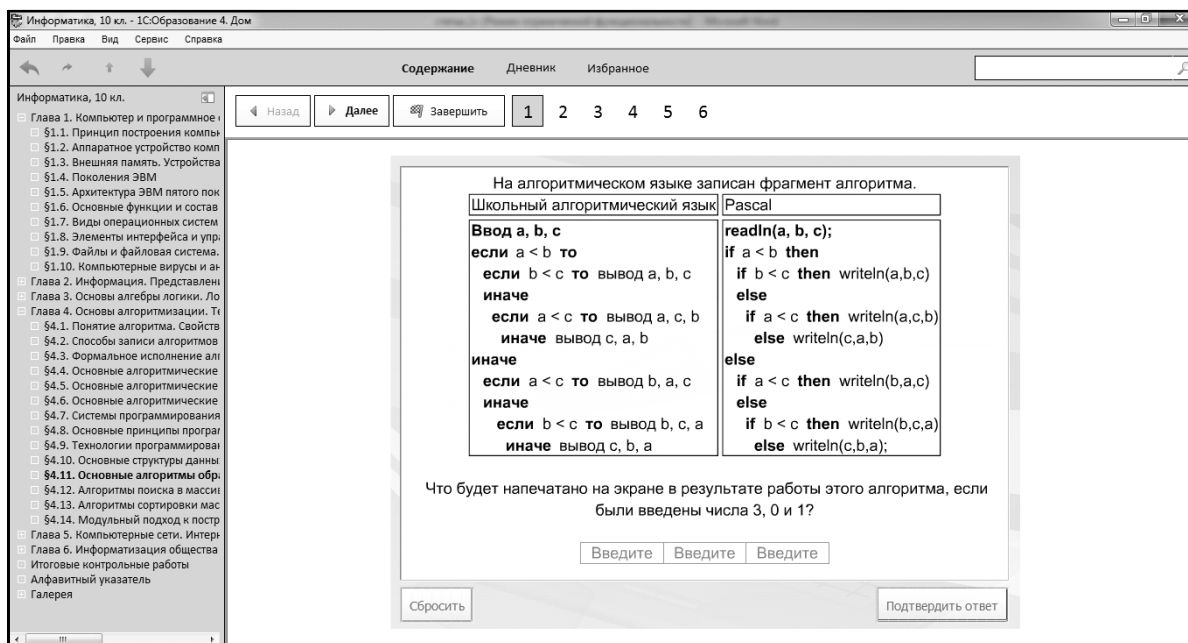 Информатика, 10 кл. - 1С:Образование 4. Дом
Файл Правка Вид Сервис Справка
Содержание Дневник Избранное
Информатика, 10 кл.
Глава 1. Компьютер и программное
§1.1. Принцип построения компь
§1.2. Аппаратное устройство комп
§1.3. Внешняя память. Устройства
§1.4. Поколения ЭВМ
§1.5. Архитектура ЭВМ пятого пок
§1.6. Основные функции и состав
§1.7. Виды операционных систем
§1.8. Элементы интерфейса и упра
§1.9. Файлы и файловая система.
§1.10. Компьютерные вирусы и ан
Глава 2. Информация. Представлен
Глава 3. Основы алгебры логики. Ло
Глава 4. Основы алгоритмизации. Те
§4.1. Понятие алгоритма. Свойств
§4.2. Способы записи алгоритмов
§4.3. Формальное исполнение алг
§4.4. Основные алгоритмические
§4.5. Основные алгоритмические
§4.6. Основные алгоритмические
§4.7. Системы программирования
§4.8. Основные принципы програм
§4.9. Технологии программирован
§4.10. Основные структуры данны
§4.11. Основные алгоритмы обра
§4.12. Алгоритмы поиска в массив
§4.13. Алгоритмы сортировки мас
§4.14. Модульный подход к постр
Глава 5. Компьютерные сети. Интерн
Глава 6. Информатизация общества
Итоговые контрольные работы
Алфавитный указатель
Галерея
Назад Далее Завершить 1 2 3 4 5 6
На алгоритмическом языке записан фрагмент алгоритма.
Школьный алгоритмический язык
Ввод a, b, c
если a < b то
если b < c то вывод a, b, c
иначе
если a < c то вывод a, c, b
иначе вывод c, a, b
иначе
если a < c то вывод b, a, c
иначе
если b < c то вывод b, c, a
иначе вывод c, b, a
Pascal
readln(a, b, c);
if a < b then
if b < c then writeln(a,b,c)
else
if a < c then writeln(a,c,b)
else writeln(c,a,b)
else
if a < c then writeln(b,a,c)
else
if b < c then writeln(b,c,a)
else writeln(c,b,a);
Что будет напечатано на экране в результате работы этого алгоритма, если
были введены числа 3, 0 и 1?
Введите Введите Введите
Сбросить Подтвердить ответ